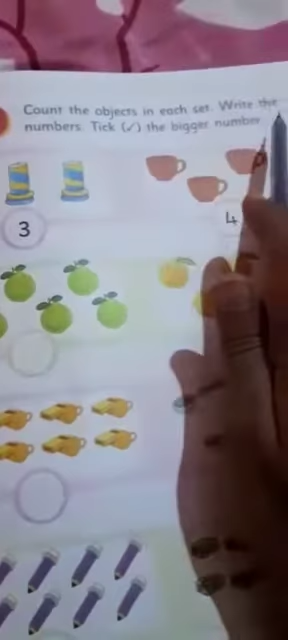 Count the objects in each set. Write the
numbers. Tick (✓) the bigger number.
3
4